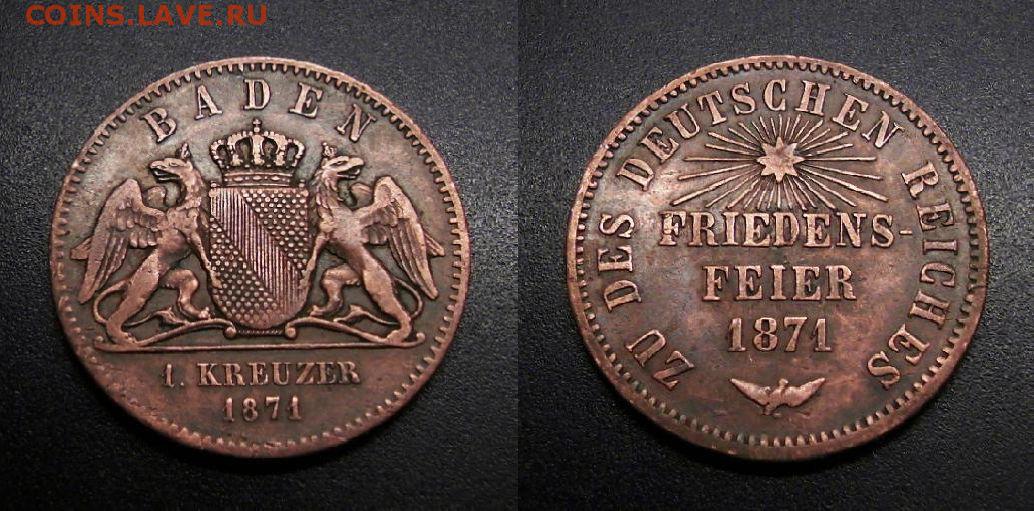 COINS.LAVE.RU
BADEN
1. KREUZER
1871
ZU DES DEUTSCHEN REICHES
FRIEDENS-
FEIER
1871